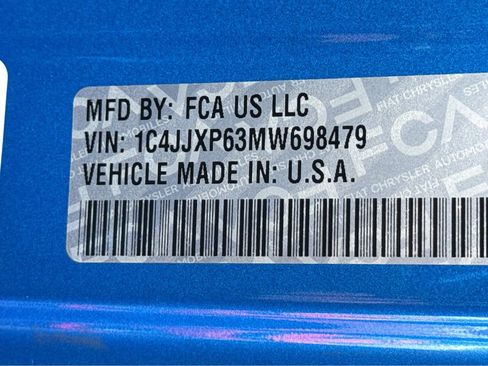 MFD BY: FCA US LLC
VIN: 1C4JJXP63MW698479
VEHICLE MADE IN: U.S.A.